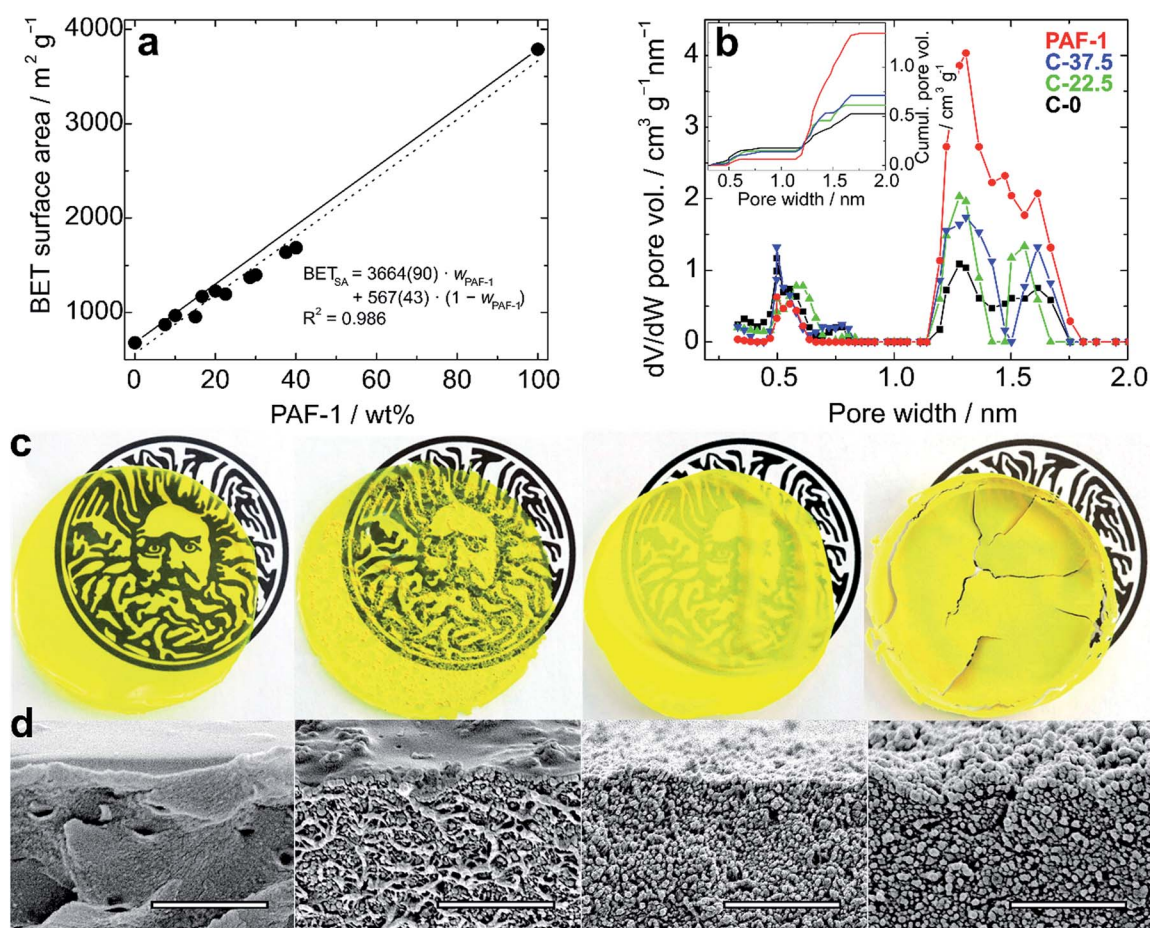 a
BET surface area / m² g⁻¹
4000
3000
2000
1000
0 20 40 60 80 100
PAF-1 / wt%
BET_SA = 3664(90) · w_PAF-1
+ 567(43) · (1 − w_PAF-1)
R² = 0.986
b
dV/dW pore vol. / cm³ g⁻¹ nm⁻¹
4
3
2
1
0
0.5 1.0 1.5 2.0
Pore width / nm
PAF-1
C-37.5
C-22.5
C-0
1.0
0.5
0.0
Cumul. pore vol.
/ cm³ g⁻¹
0.5 1.0 1.5 2.0
Pore width / nm
c
d